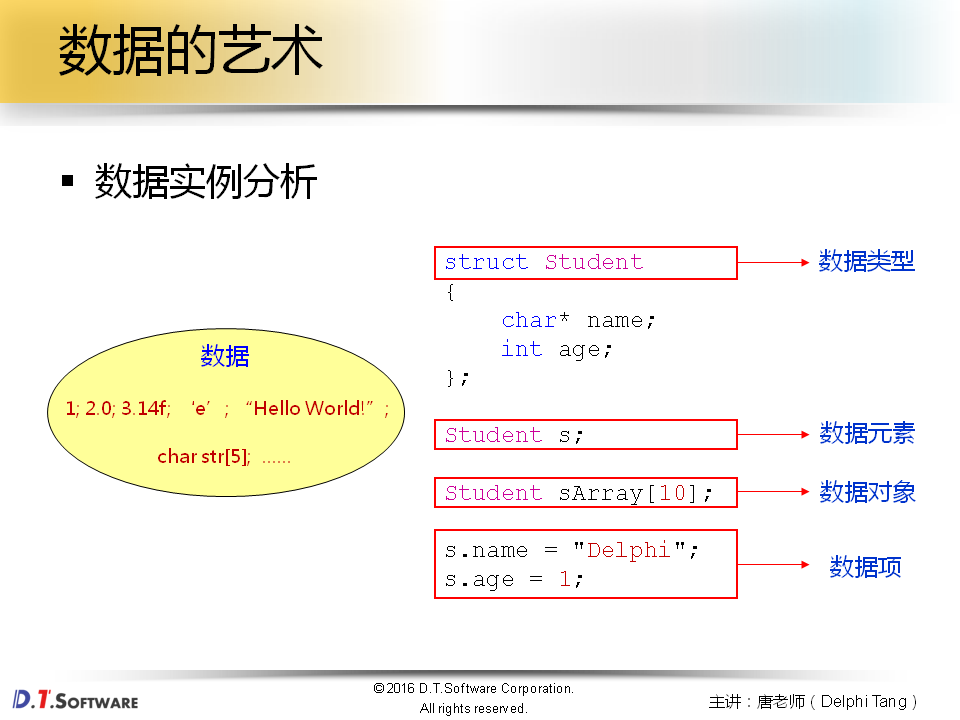 数据的艺术
▪ 数据实例分析
数据
1; 2.0; 3.14f; ‘e’; “Hello World!”;
char str[5]; ……
struct Student
{
char* name;
int age;
};
Student s;
Student sArray[10];
s.name = "Delphi";
s.age = 1;
数据类型
数据元素
数据对象
数据项
D.T.Software
©2016 D.T.Software Corporation.
All rights reserved.
主讲：唐老师（Delphi Tang）